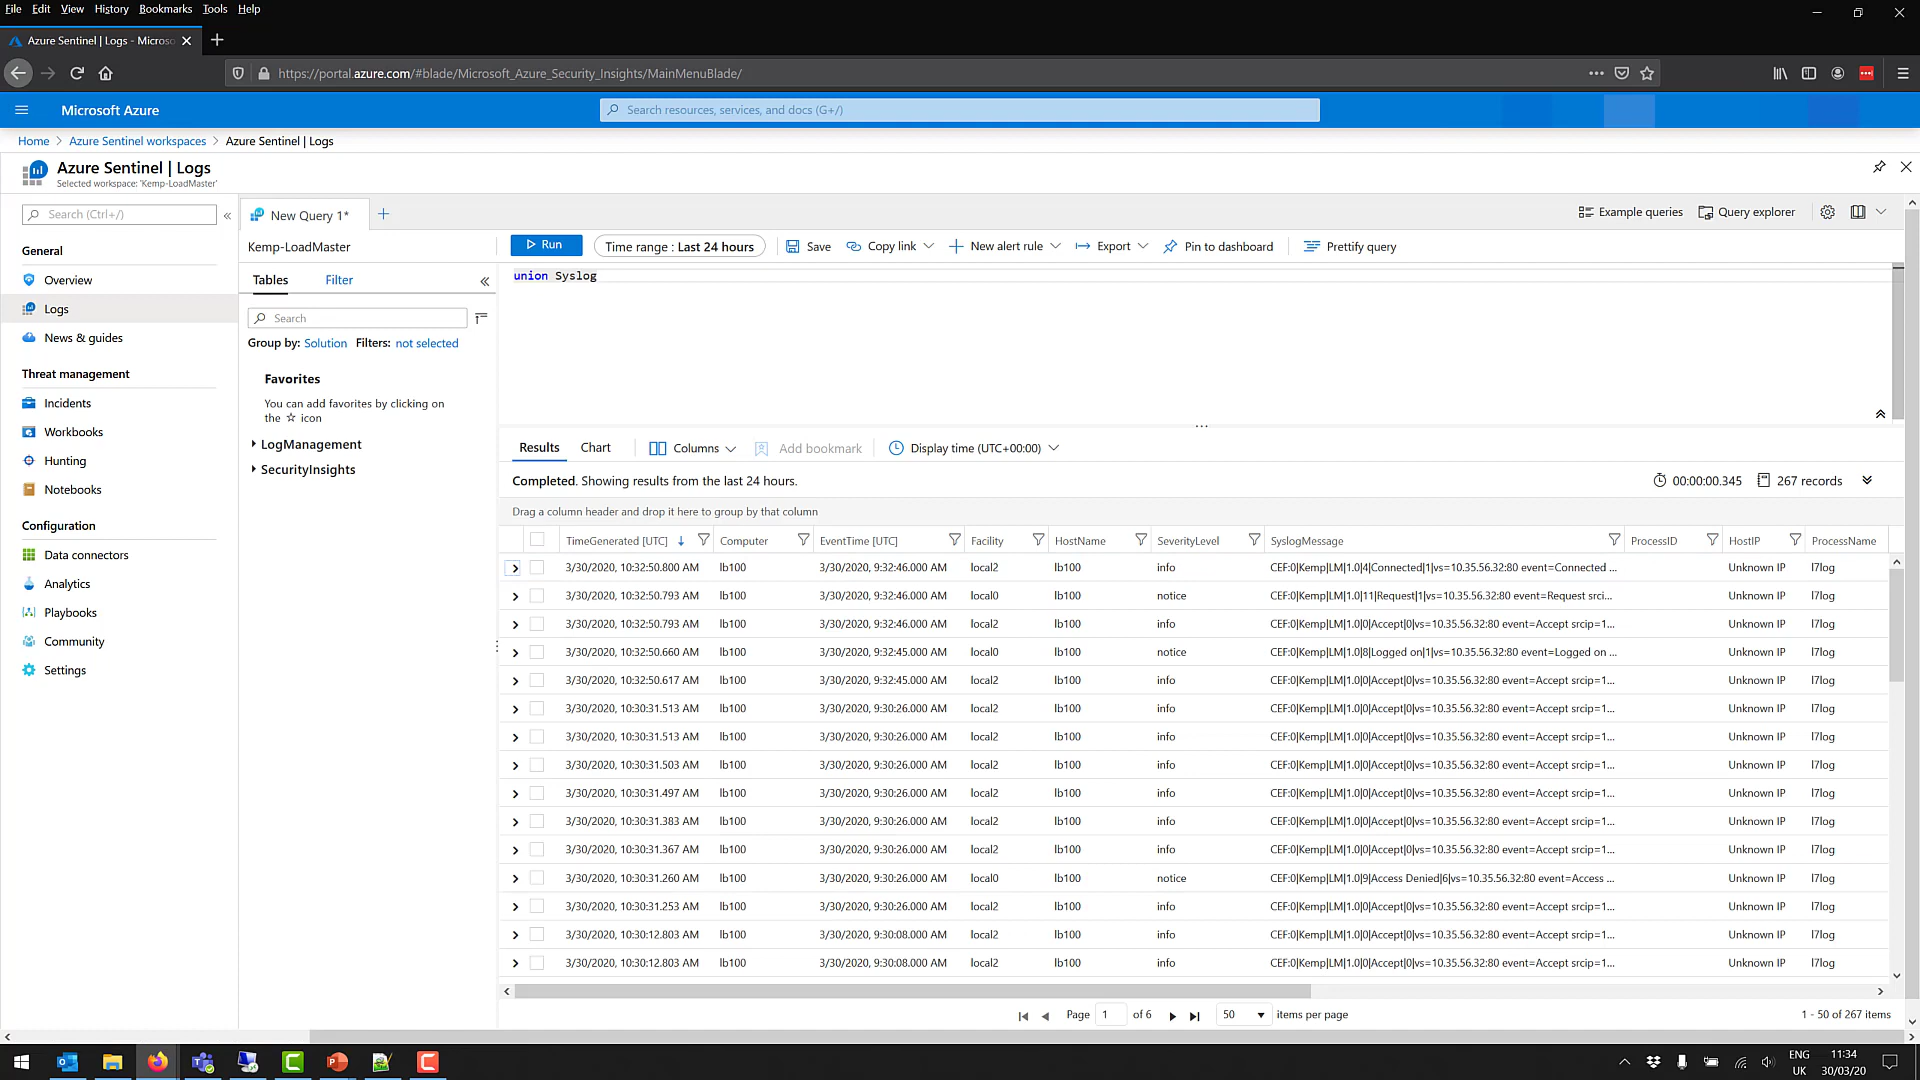 File Edit View History Bookmarks Tools Help
Azure Sentinel | Logs - Microso
https://portal.azure.com/#blade/Microsoft_Azure_Security_Insights/MainMenuBlade/
Microsoft Azure
Search resources, services, and docs (G+/)
Home > Azure Sentinel workspaces > Azure Sentinel | Logs
Azure Sentinel | Logs
Selected workspace: 'Kemp-LoadMaster'
Search (Ctrl+/)
General
Overview
Logs
News & guides
Threat management
Incidents
Workbooks
Hunting
Notebooks
Configuration
Data connectors
Analytics
Playbooks
Community
Settings
New Query 1*
Example queries Query explorer
Kemp-LoadMaster
Run Time range : Last 24 hours Save Copy link New alert rule Export Pin to dashboard Prettify query
Tables Filter
Search
Group by: Solution Filters: not selected
Favorites
You can add favorites by clicking on
the ☆ icon
LogManagement
SecurityInsights
union Syslog
Results Chart Columns Add bookmark Display time (UTC+00:00)
Completed. Showing results from the last 24 hours. 00:00:00.345 267 records
Drag a column header and drop it here to group by that column
TimeGenerated [UTC] Computer EventTime [UTC] Facility HostName SeverityLevel SyslogMessage ProcessID HostIP ProcessName
3/30/2020, 10:32:50.800 AM lb100 3/30/2020, 9:32:46.000 AM local2 lb100 info CEF:0|Kemp|LM|1.0|4|Connected|1|vs=10.35.56.32:80 event=Connected ... Unknown IP l7log
3/30/2020, 10:32:50.793 AM lb100 3/30/2020, 9:32:46.000 AM local0 lb100 notice CEF:0|Kemp|LM|1.0|11|Request|1|vs=10.35.56.32:80 event=Request srci... Unknown IP l7log
3/30/2020, 10:32:50.793 AM lb100 3/30/2020, 9:32:46.000 AM local2 lb100 info CEF:0|Kemp|LM|1.0|0|Accept|0|vs=10.35.56.32:80 event=Accept srcip=1... Unknown IP l7log
3/30/2020, 10:32:50.660 AM lb100 3/30/2020, 9:32:45.000 AM local0 lb100 notice CEF:0|Kemp|LM|1.0|8|Logged on|1|vs=10.35.56.32:80 event=Logged on ... Unknown IP l7log
3/30/2020, 10:32:50.617 AM lb100 3/30/2020, 9:32:45.000 AM local2 lb100 info CEF:0|Kemp|LM|1.0|0|Accept|0|vs=10.35.56.32:80 event=Accept srcip=1... Unknown IP l7log
3/30/2020, 10:30:31.513 AM lb100 3/30/2020, 9:30:26.000 AM local2 lb100 info CEF:0|Kemp|LM|1.0|0|Accept|0|vs=10.35.56.32:80 event=Accept srcip=1... Unknown IP l7log
3/30/2020, 10:30:31.513 AM lb100 3/30/2020, 9:30:26.000 AM local2 lb100 info CEF:0|Kemp|LM|1.0|0|Accept|0|vs=10.35.56.32:80 event=Accept srcip=1... Unknown IP l7log
3/30/2020, 10:30:31.503 AM lb100 3/30/2020, 9:30:26.000 AM local2 lb100 info CEF:0|Kemp|LM|1.0|0|Accept|0|vs=10.35.56.32:80 event=Accept srcip=1... Unknown IP l7log
3/30/2020, 10:30:31.497 AM lb100 3/30/2020, 9:30:26.000 AM local2 lb100 info CEF:0|Kemp|LM|1.0|0|Accept|0|vs=10.35.56.32:80 event=Accept srcip=1... Unknown IP l7log
3/30/2020, 10:30:31.383 AM lb100 3/30/2020, 9:30:26.000 AM local2 lb100 info CEF:0|Kemp|LM|1.0|0|Accept|0|vs=10.35.56.32:80 event=Accept srcip=1... Unknown IP l7log
3/30/2020, 10:30:31.367 AM lb100 3/30/2020, 9:30:26.000 AM local2 lb100 info CEF:0|Kemp|LM|1.0|0|Accept|0|vs=10.35.56.32:80 event=Accept srcip=1... Unknown IP l7log
3/30/2020, 10:30:31.260 AM lb100 3/30/2020, 9:30:26.000 AM local0 lb100 notice CEF:0|Kemp|LM|1.0|9|Access Denied|6|vs=10.35.56.32:80 event=Access ... Unknown IP l7log
3/30/2020, 10:30:31.253 AM lb100 3/30/2020, 9:30:26.000 AM local2 lb100 info CEF:0|Kemp|LM|1.0|0|Accept|0|vs=10.35.56.32:80 event=Accept srcip=1... Unknown IP l7log
3/30/2020, 10:30:12.803 AM lb100 3/30/2020, 9:30:08.000 AM local2 lb100 info CEF:0|Kemp|LM|1.0|0|Accept|0|vs=10.35.56.32:80 event=Accept srcip=1... Unknown IP l7log
3/30/2020, 10:30:12.803 AM lb100 3/30/2020, 9:30:08.000 AM local2 lb100 info CEF:0|Kemp|LM|1.0|0|Accept|0|vs=10.35.56.32:80 event=Accept srcip=1... Unknown IP l7log
Page 1 of 6 50 items per page 1 - 50 of 267 items
ENG 11:34
UK 30/03/20